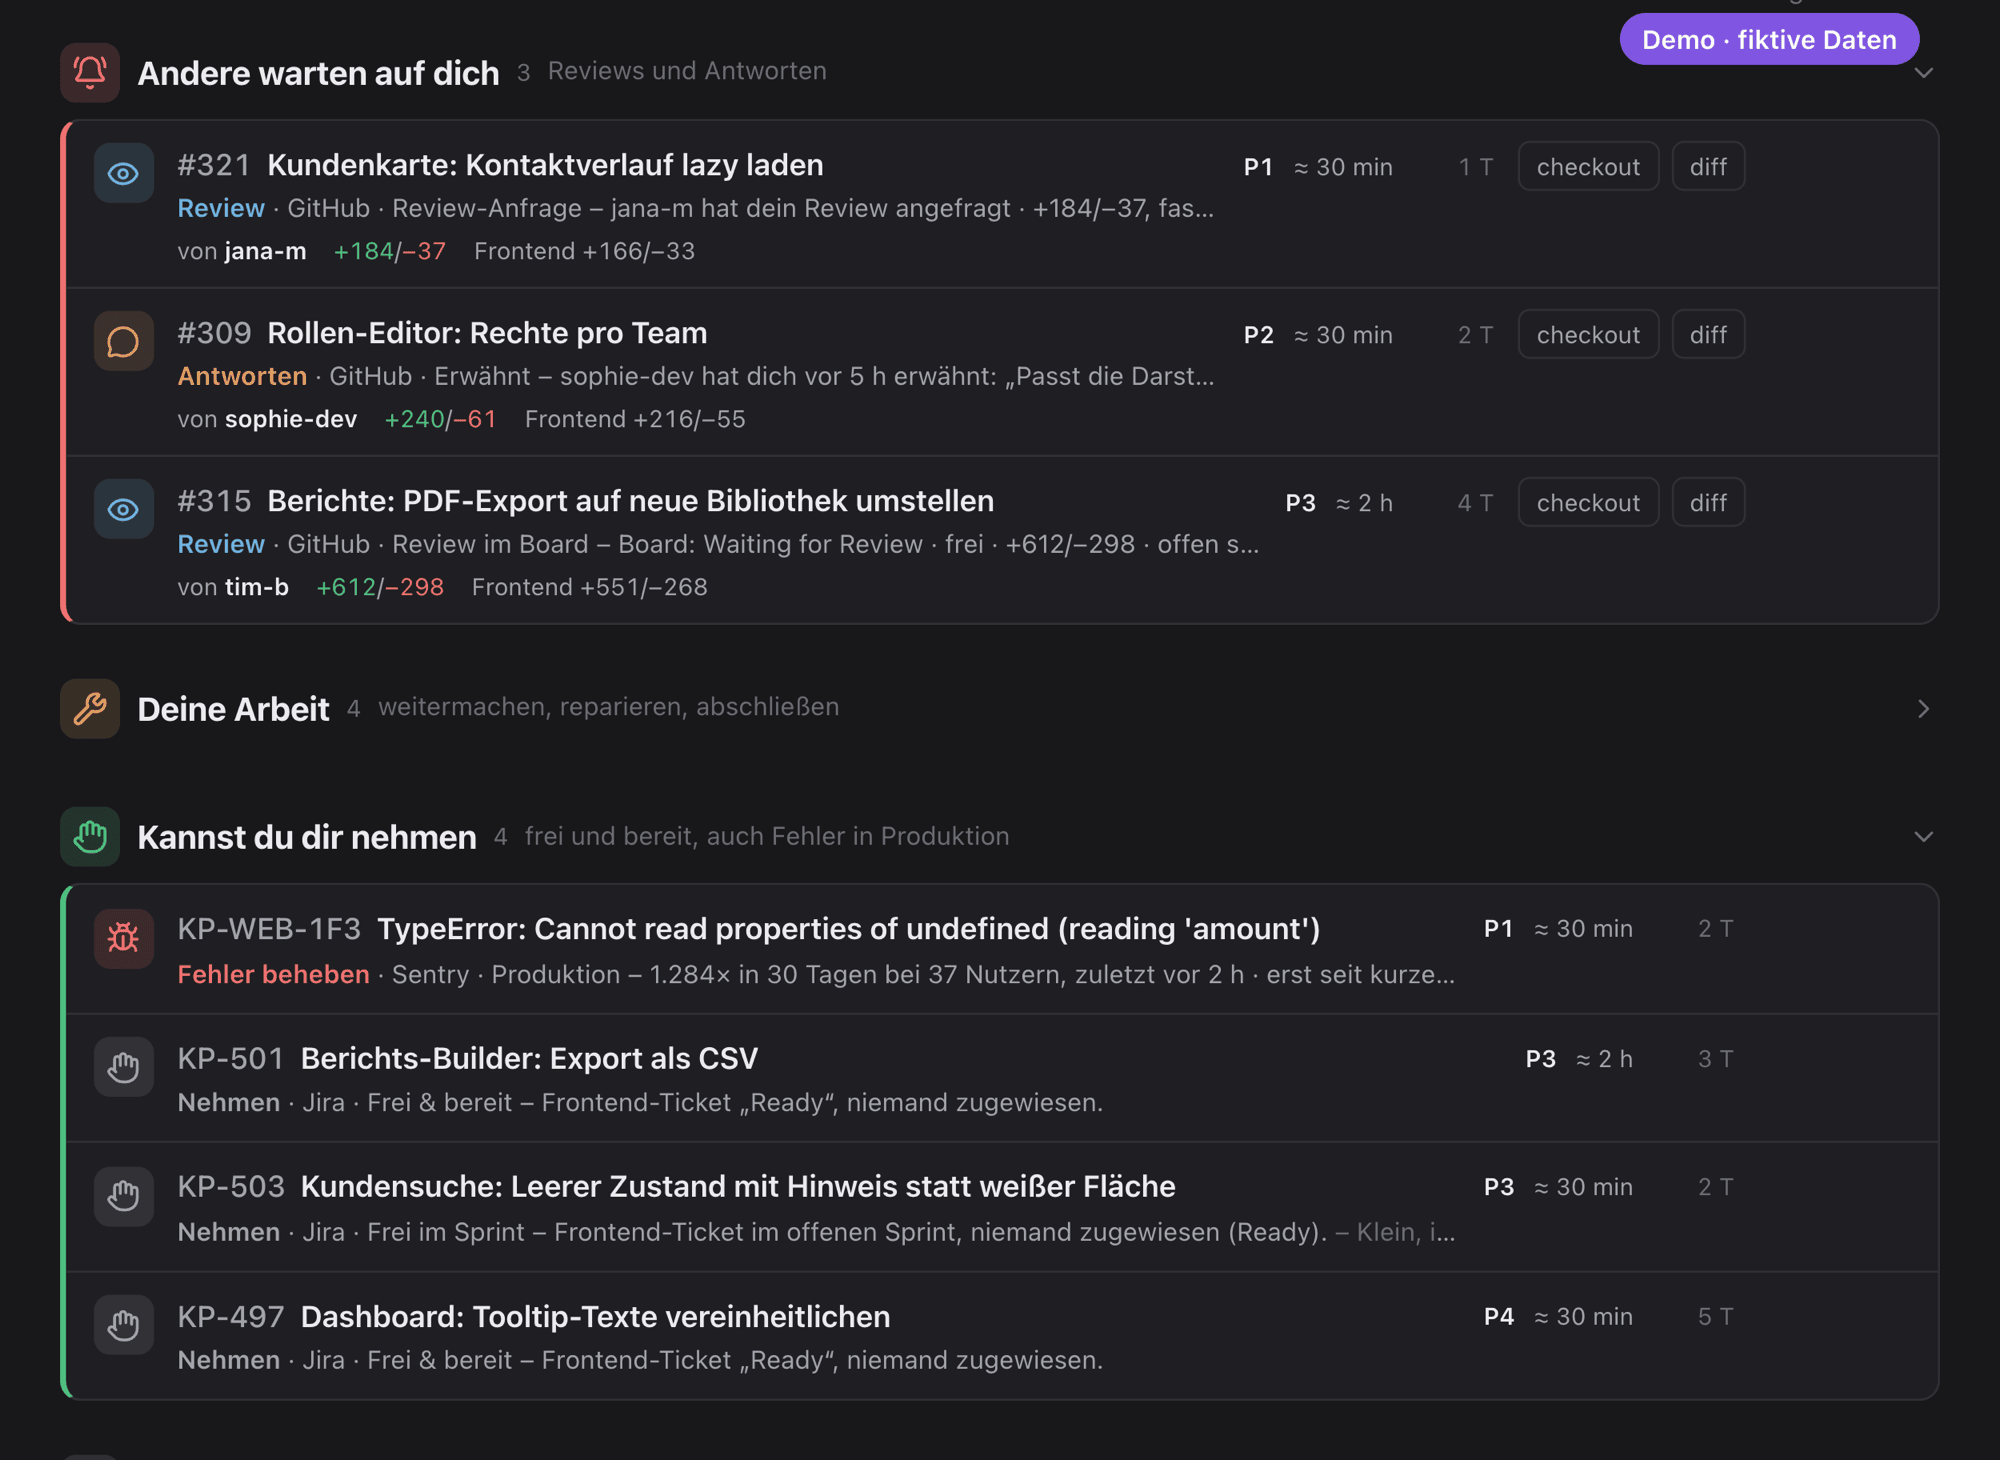 Demo · fiktive Daten
Andere warten auf dich 3 Reviews und Antworten
#321 Kundenkarte: Kontaktverlauf lazy laden P1 ≈ 30 min 1 T checkout diff
Review · GitHub · Review-Anfrage – jana-m hat dein Review angefragt · +184/−37, fas...
von jana-m +184/−37 Frontend +166/−33
#309 Rollen-Editor: Rechte pro Team P2 ≈ 30 min 2 T checkout diff
Antworten · GitHub · Erwähnt – sophie-dev hat dich vor 5 h erwähnt: „Passt die Darst...
von sophie-dev +240/−61 Frontend +216/−55
#315 Berichte: PDF-Export auf neue Bibliothek umstellen P3 ≈ 2 h 4 T checkout diff
Review · GitHub · Review im Board – Board: Waiting for Review · frei · +612/−298 · offen s...
von tim-b +612/−298 Frontend +551/−268
Deine Arbeit 4 weitermachen, reparieren, abschließen
Kannst du dir nehmen 4 frei und bereit, auch Fehler in Produktion
KP-WEB-1F3 TypeError: Cannot read properties of undefined (reading 'amount') P1 ≈ 30 min 2 T
Fehler beheben · Sentry · Produktion – 1.284× in 30 Tagen bei 37 Nutzern, zuletzt vor 2 h · erst seit kurze...
KP-501 Berichts-Builder: Export als CSV P3 ≈ 2 h 3 T
Nehmen · Jira · Frei & bereit – Frontend-Ticket „Ready“, niemand zugewiesen.
KP-503 Kundensuche: Leerer Zustand mit Hinweis statt weißer Fläche P3 ≈ 30 min 2 T
Nehmen · Jira · Frei im Sprint – Frontend-Ticket im offenen Sprint, niemand zugewiesen (Ready). – Klein, i...
KP-497 Dashboard: Tooltip-Texte vereinheitlichen P4 ≈ 30 min 5 T
Nehmen · Jira · Frei & bereit – Frontend-Ticket „Ready“, niemand zugewiesen.